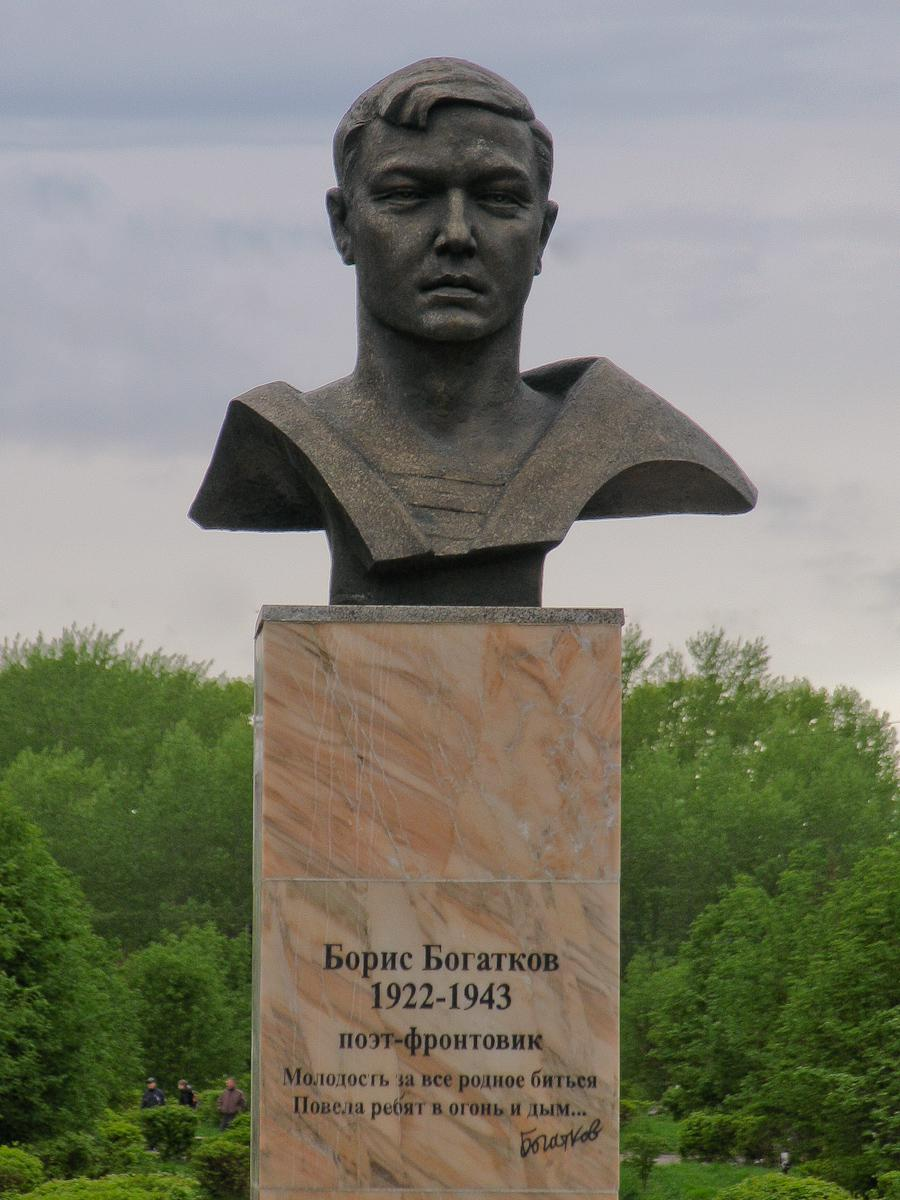 Борис Богатков
1922-1943
поэт-фронтовик
Молодость за все родное биться
Повела ребят в огонь и дым...
Богатков